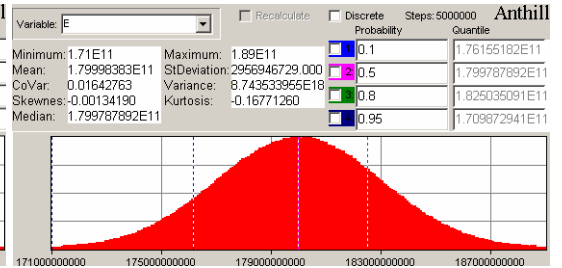 Variable: E
Recalculate
Discrete Steps: 5000000 Anthill
Probability Quantile
Minimum: 1.71E11 Maximum: 1.89E11 1 0.1 1.76155182E11
Mean: 1.79998383E11 StDeviation: 2956946729.000 2 0.5 1.799787892E11
CoVar: 0.01642763 Variance: 8.743533955E18 3 0.8 1.825035091E11
Skewnes: -0.00134190 Kurtosis: -0.16771260
Median: 1.799787892E11 0.95 1.709872941E11
171000000000 175000000000 179000000000 183000000000 187000000000